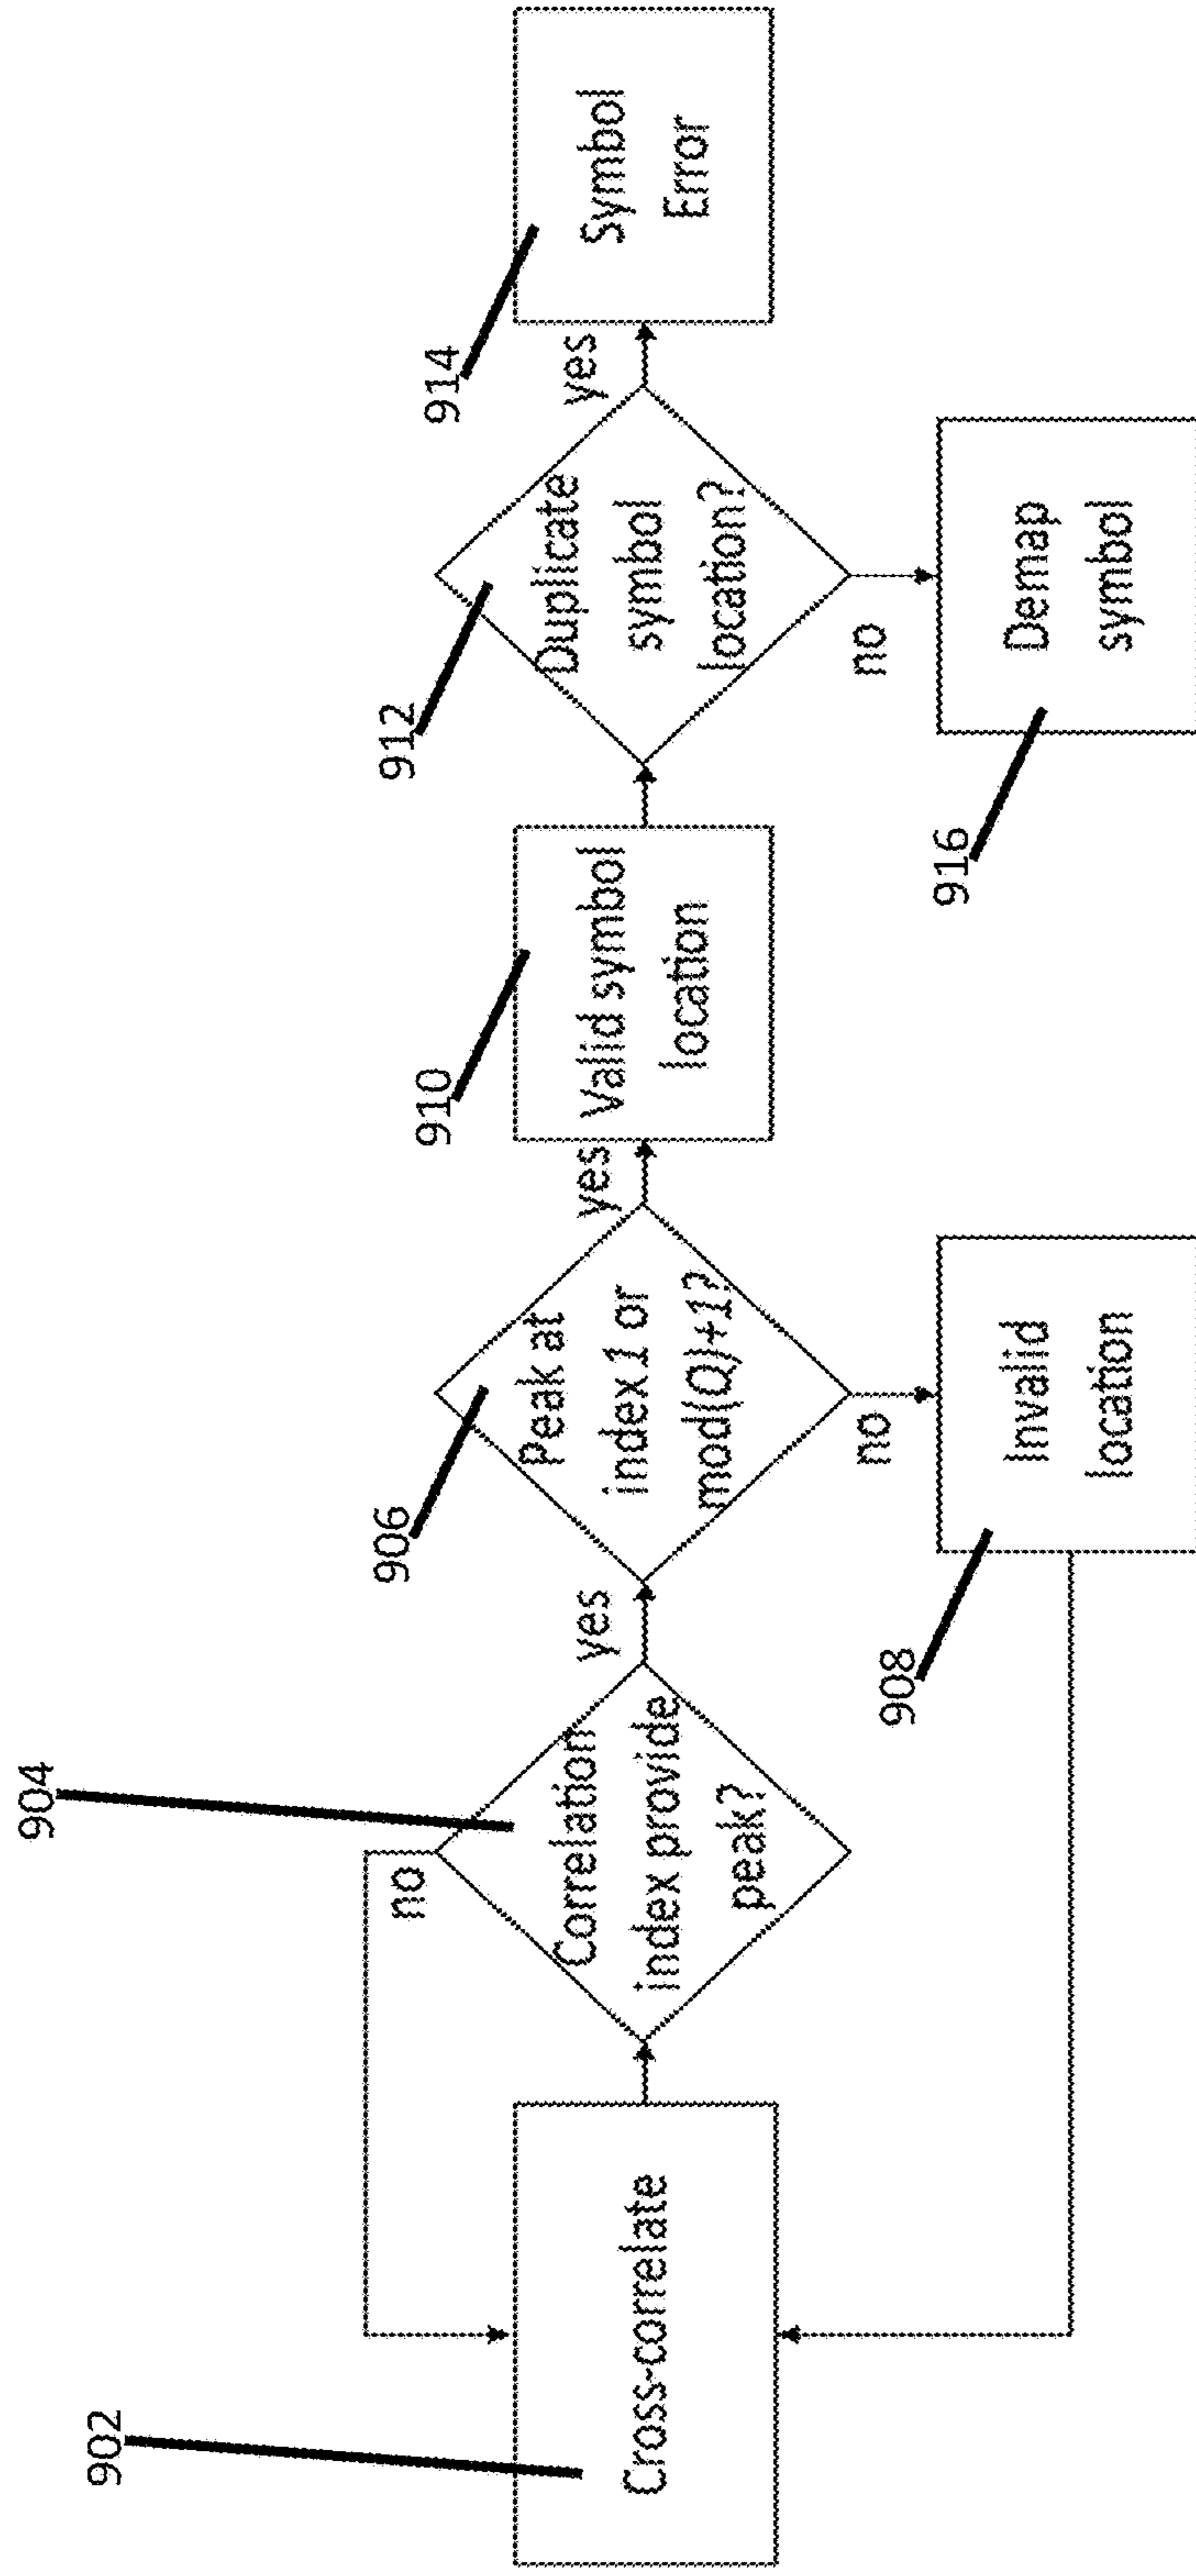 902
Cross-correlate
904
no
Correlation
index provide
peak?
yes
906
Peak at
index 1 or
mod(Q)+1?
no
908
Invalid
location
yes
910
Valid symbol
location
912
Duplicate
symbol
location?
no
916
Demap
symbol
yes
914
Symbol
Error